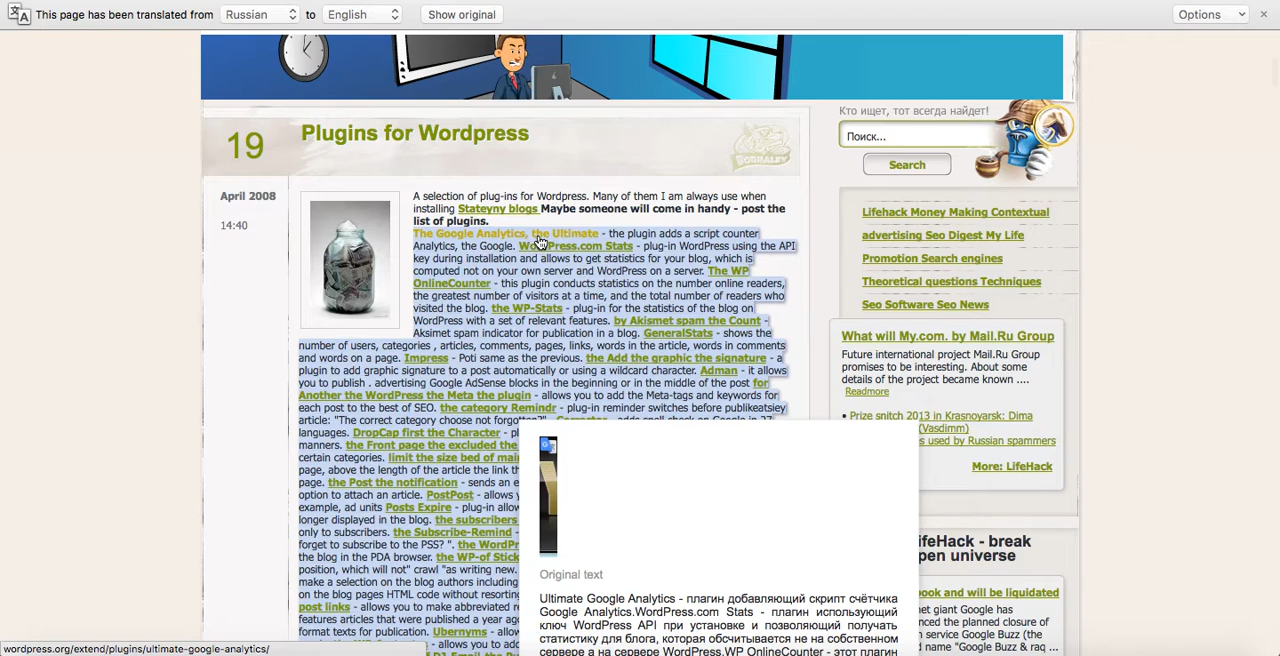 This page has been translated from Russian to English Show original Options
Кто ищет, тот всегда найдет!
19
Plugins for Wordpress
Поиск...
Search
April 2008
14:40
A selection of plug-ins for Wordpress. Many of them I am always use when
installing Stateyny blogs Maybe someone will come in handy - post the
list of plugins.
The Google Analytics, the Ultimate - the plugin adds a script counter
Analytics, the Google. WordPress.com Stats - plug-in WordPress using the API
key during installation and allows to get statistics for your blog, which is
computed not on your own server and WordPress on a server. The WP
OnlineCounter - this plugin conducts statistics on the number online readers,
the greatest number of visitors at a time, and the total number of readers who
visited the blog. the WP-Stats - plug-in for the statistics of the blog on
WordPress with a set of relevant features. by Akismet spam the Count -
Aksimet spam indicator for publication in a blog. GeneralStats - shows the
number of users, categories , articles, comments, pages, links, words in the article, words in comments
and words on a page. Impress - Poti same as the previous. the Add the graphic the signature - a
plugin to add graphic signature to a post automatically or using a wildcard character. Adman - it allows
you to publish . advertising Google AdSense blocks in the beginning or in the middle of the post for
Another the WordPress the Meta the plugin - allows you to add the Meta-tags and keywords for
each post to the best of SEO. the category Remindr - plug-in reminder switches before publikeatsiey
article: "The correct category choose not forgotten?"
languages. DropCap first the Character - pl
manners. the Front page the excluded the
certain categories. limit the size bed of mai
page, above the length of the article the link th
page. the Post the notification - sends an e
option to attach an article. PostPost - allows y
example, ad units Posts Expire - plug-in allow
longer displayed in the blog. the subscribers
only to subscribers. the Subscribe-Remind -
forget to subscribe to the PSS? ". the WordPr
the blog in the PDA browser. the WP-of Stick
position, which will not" crawl "as writing new.
make a selection on the blog authors including
on the blog pages HTML code without resortin
post links - allows you to make abbreviated re
features articles that were published a year ago
format texts for publication. Ubernyms - allows
you to add
Original text
Ultimate Google Analytics - плагин добавляющий скрипт счётчика
Google Analytics.WordPress.com Stats - плагин использующий
ключ WordPress API при установке и позволяющий получать
статистику для блога, которая обсчитывается не на собственном
сервере а на сервере WordPress.WP OnlineCounter - этот плагин
Lifehack Money Making Contextual
advertising Seo Digest My Life
Promotion Search engines
Theoretical questions Techniques
Seo Software Seo News
What will My.com. by Mail.Ru Group
Future international project Mail.Ru Group
promises to be interesting. About some
details of the project became known ....
Readmore
• Prize snitch 2013 in Krasnoyarsk: Dima
(Vasdimm)
es used by Russian spammers
More: LifeHack
ifeHack - break
pen universe
book and will be liquidated
net giant Google has
nced the planned closure of
n service Google Buzz (the
d name "Google Buzz & raq ...
wordpress.org/extend/plugins/ultimate-google-analytics/